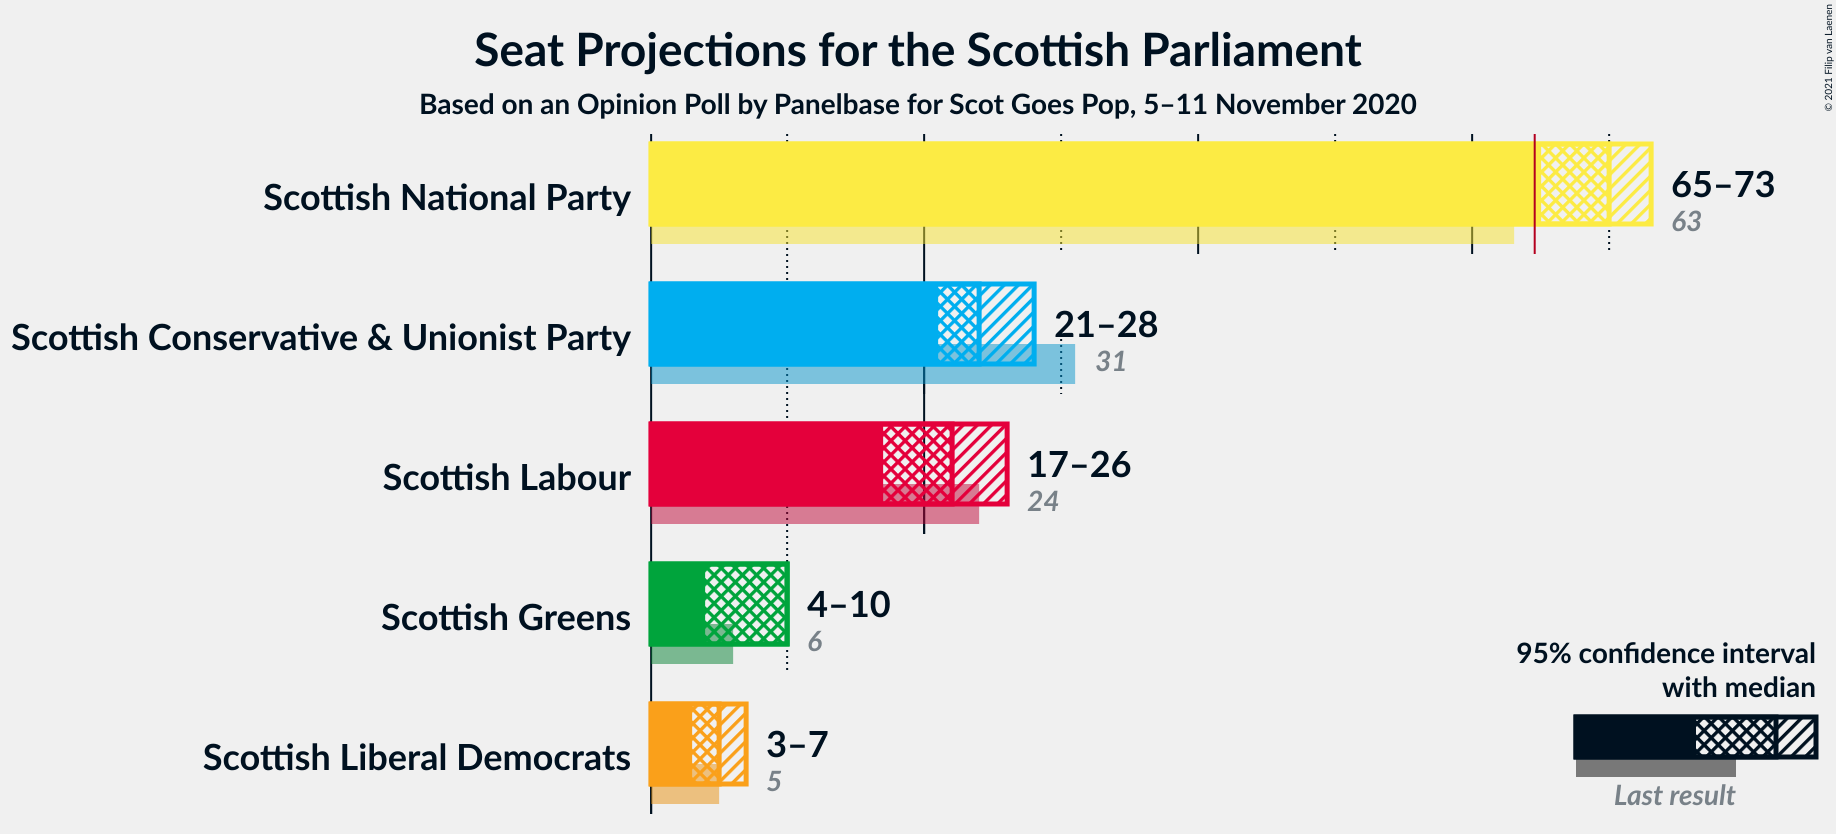 Seat Projections for the Scottish Parliament
Based on an Opinion Poll by Panelbase for Scot Goes Pop, 5–11 November 2020
© 2021 Filip van Laenen
Scottish National Party
65–73
63
Scottish Conservative & Unionist Party
21–28
31
Scottish Labour
17–26
24
Scottish Greens
4–10
6
Scottish Liberal Democrats
3–7
5
95% confidence interval
with median
Last result